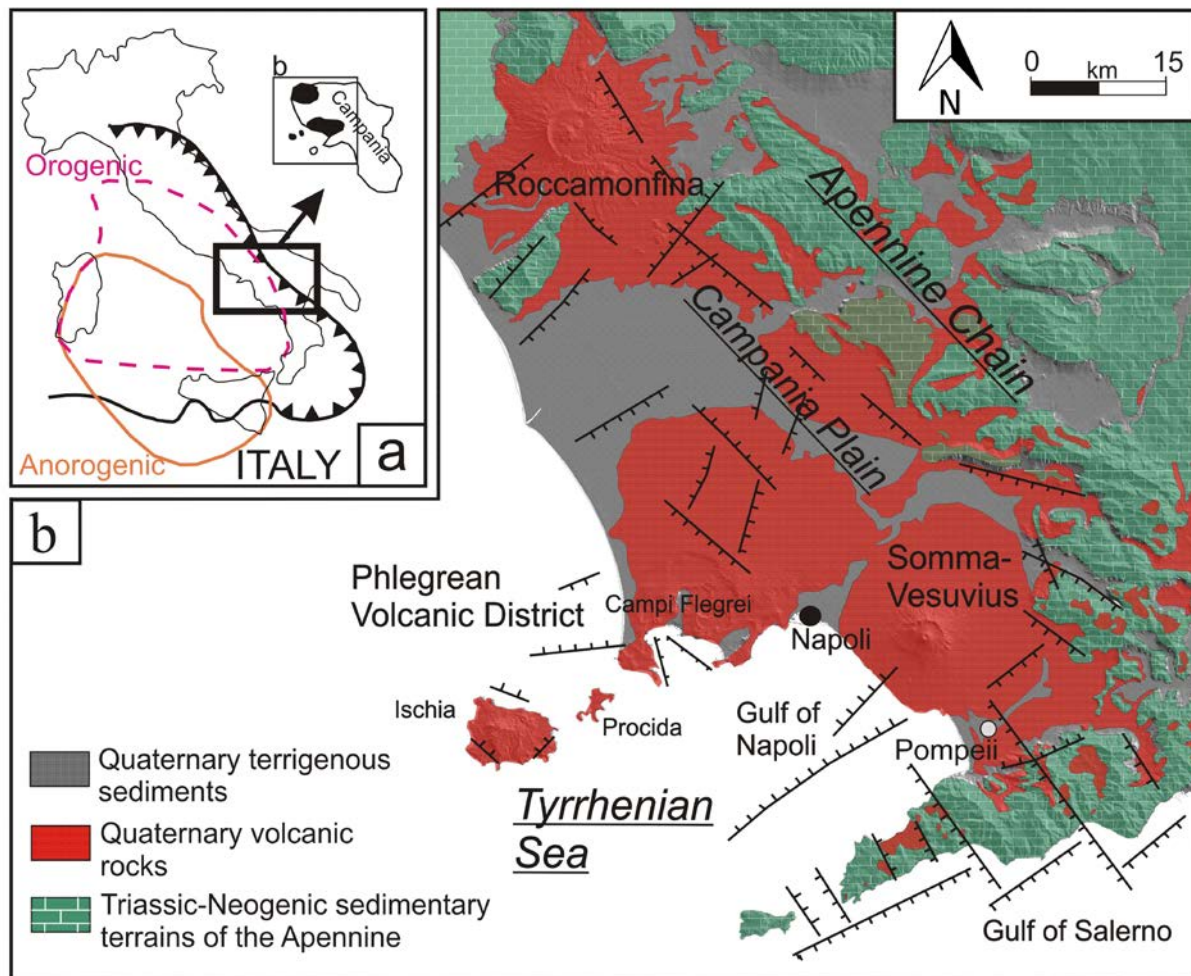 b
Campania
Orogenic
Anorogenic
ITALY
a
0
15
km
N
b
Roccamonfina
Apennine Chain
Campania Plain
Somma-
Vesuvius
Phlegrean
Volcanic District
Campi Flegrei
Napoli
Ischia
Procida
Gulf of
Napoli
Pompeii
Tyrrhenian
Sea
Gulf of Salerno
Quaternary terrigenous
sediments
Quaternary volcanic
rocks
Triassic-Neogenic sedimentary
terrains of the Apennine